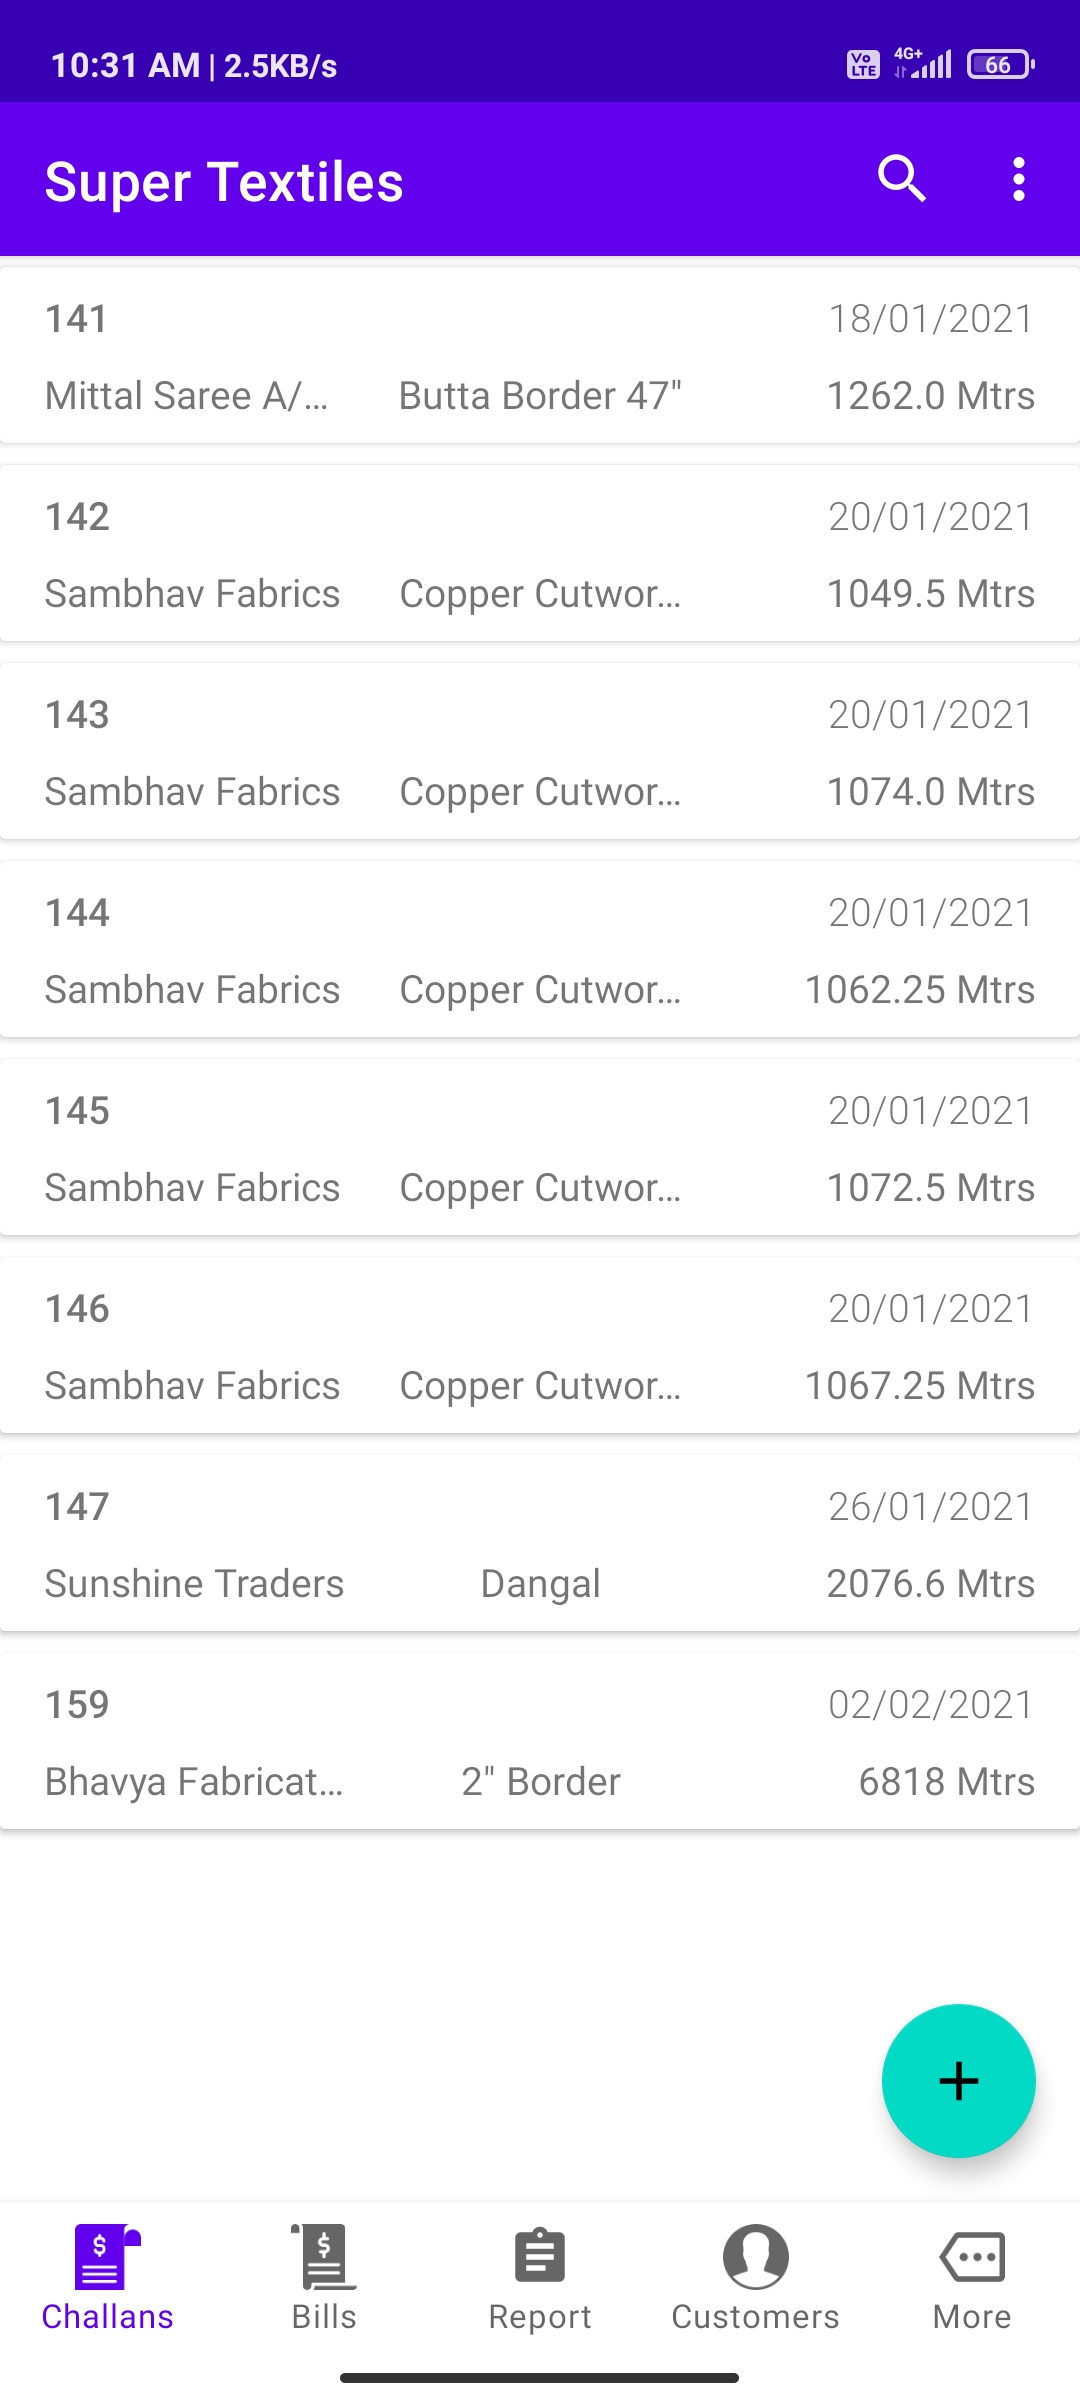 10:31 AM | 2.5KB/s Vo LTE 4G+ 66
Super Textiles
141 18/01/2021
Mittal Saree A/... Butta Border 47" 1262.0 Mtrs
142 20/01/2021
Sambhav Fabrics Copper Cutwor... 1049.5 Mtrs
143 20/01/2021
Sambhav Fabrics Copper Cutwor... 1074.0 Mtrs
144 20/01/2021
Sambhav Fabrics Copper Cutwor... 1062.25 Mtrs
145 20/01/2021
Sambhav Fabrics Copper Cutwor... 1072.5 Mtrs
146 20/01/2021
Sambhav Fabrics Copper Cutwor... 1067.25 Mtrs
147 26/01/2021
Sunshine Traders Dangal 2076.6 Mtrs
159 02/02/2021
Bhavya Fabricat... 2" Border 6818 Mtrs
Challans Bills Report Customers More